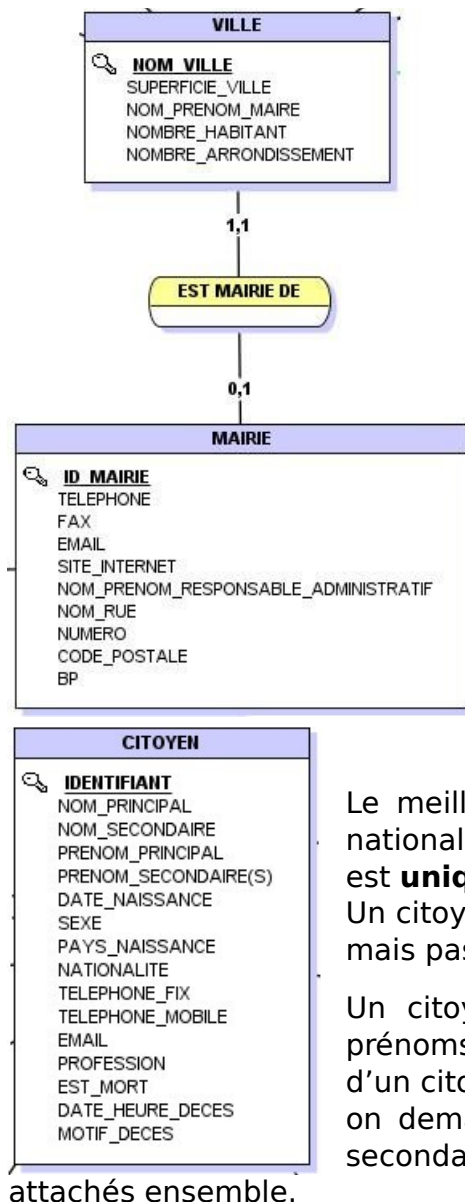 VILLE
NOM_VILLE
SUPERFICIE_VILLE
NOM_PRENOM_MAIRE
NOMBRE_HABITANT
NOMBRE_ARRONDISSEMENT
1,1
EST MAIRIE DE
0,1
MAIRIE
ID_MAIRIE
TELEPHONE
FAX
EMAIL
SITE_INTERNET
NOM_PRENOM_RESPONSABLE_ADMINISTRATIF
NOM_RUE
NUMERO
CODE_POSTALE
BP
CITOYEN
IDENTIFIANT
NOM_PRINCIPAL
NOM_SECONDAIRE
PRENOM_PRINCIPAL
PRENOM_SECONDAIRE(S)
DATE_NAISSANCE
SEXE
PAYS_NAISSANCE
NATIONALITE
TELEPHONE_FIX
TELEPHONE_MOBILE
EMAIL
PROFESSION
EST_MORT
DATE_HEURE_DECES
MOTIF_DECES
Le meill
national
est uniq
Un citoy
mais pas
Un citoy
prénoms
d'un cito
on dema
seconda
attachés ensemble.